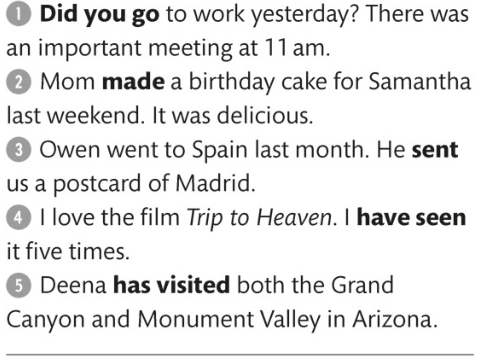 1 Did you go to work yesterday? There was
an important meeting at 11 am.
2 Mom made a birthday cake for Samantha
last weekend. It was delicious.
3 Owen went to Spain last month. He sent
us a postcard of Madrid.
4 I love the film Trip to Heaven. I have seen
it five times.
5 Deena has visited both the Grand
Canyon and Monument Valley in Arizona.